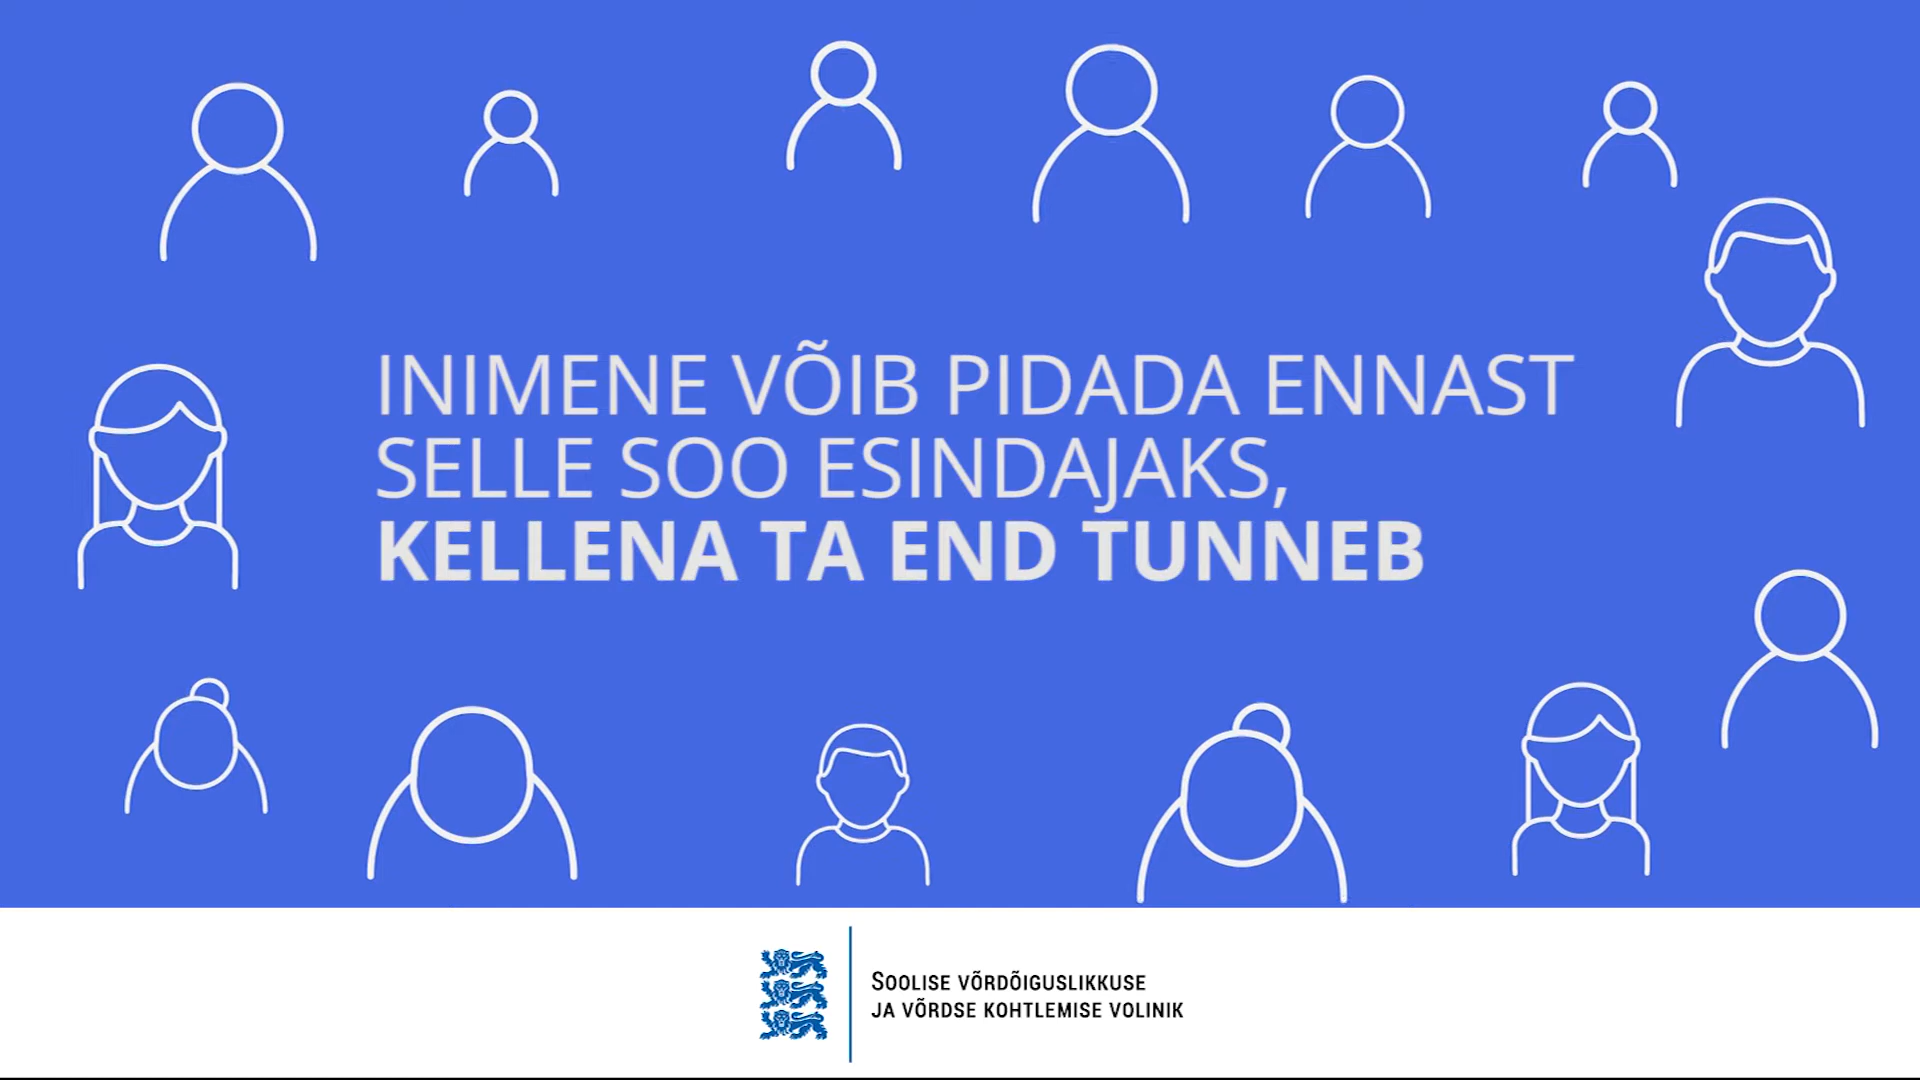 INIMENE VÕIB PIDADA ENNAST
SELLE SOO ESINDAJAKS,
KELLENA TA END TUNNEB
SOOLISE VÕRDÕIGUSLIKKUSE
JA VÕRDSE KOHTLEMISE VOLINIK